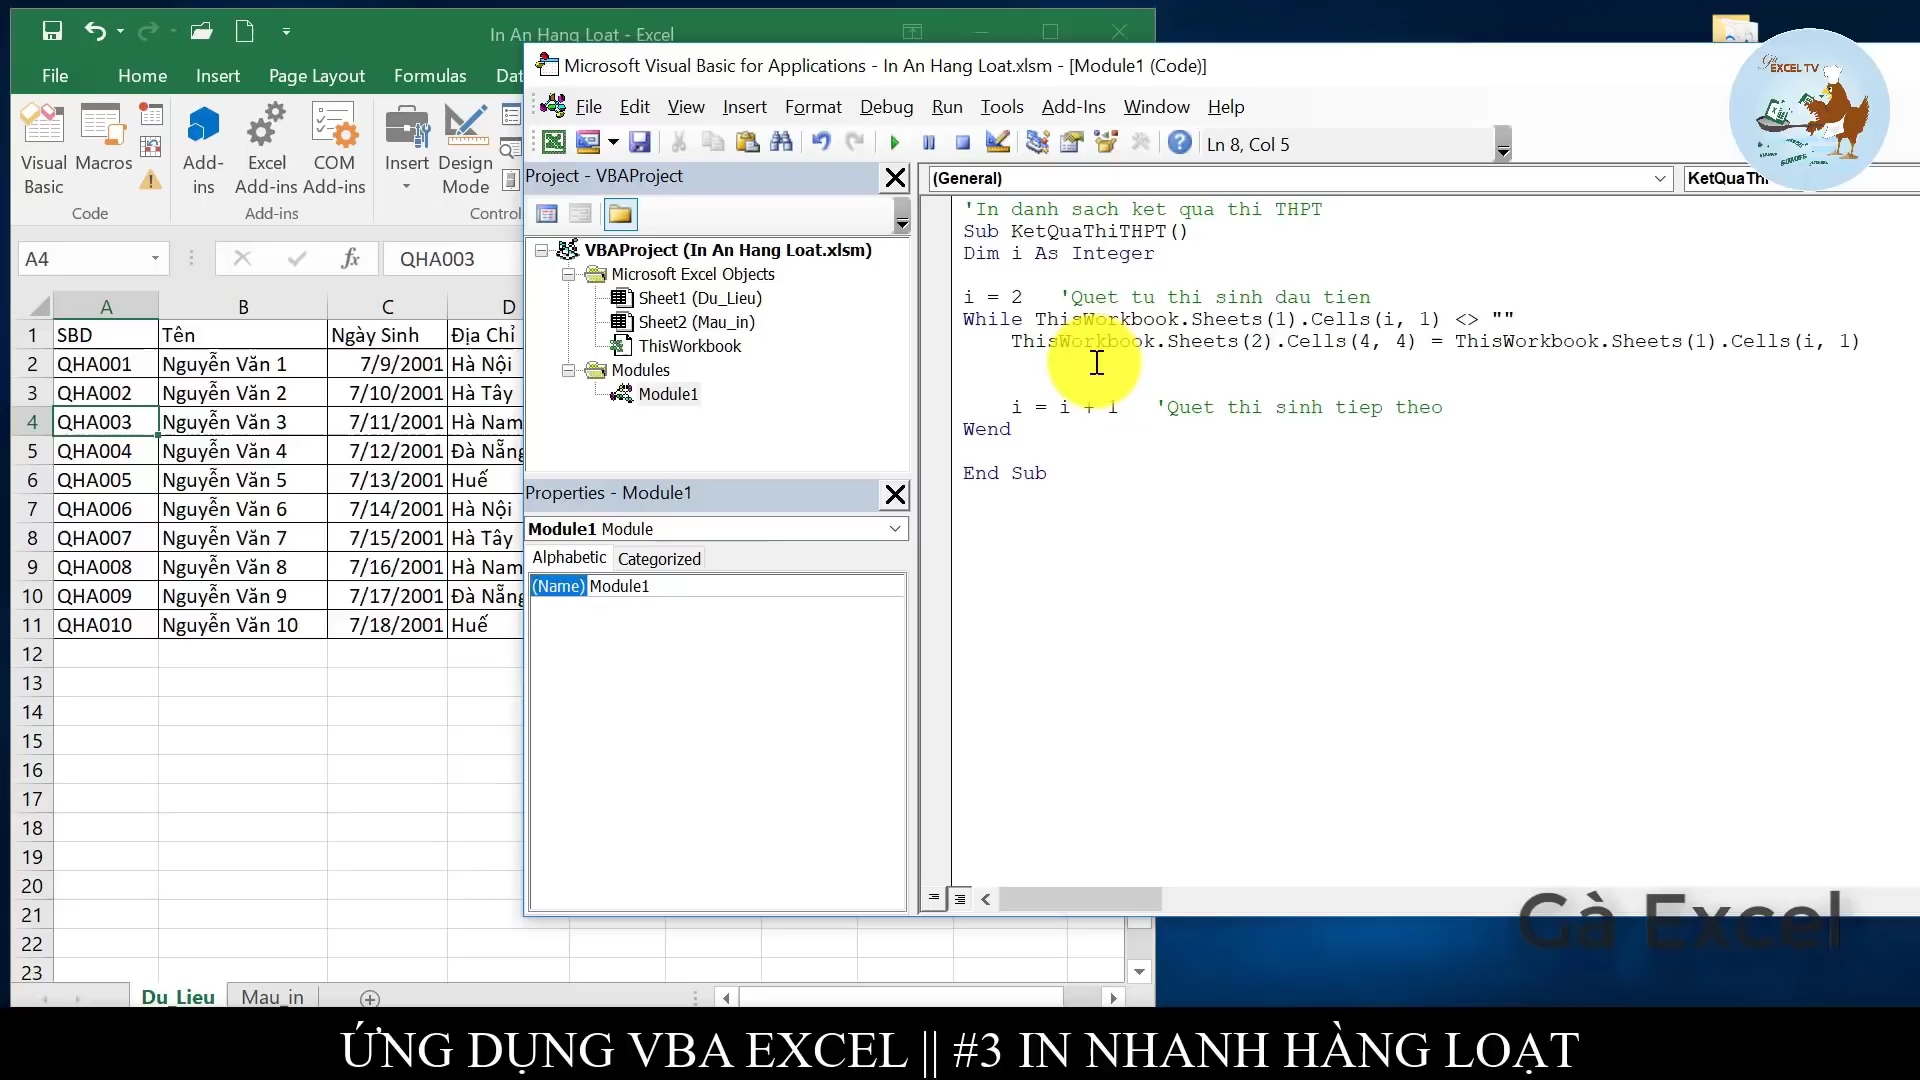 In An Hang Loat - Excel
File Home Insert Page Layout Formulas Dat
Visual Basic
Macros
Code
Add-ins
Excel Add-ins
COM Add-ins
Add-ins
Insert
Design Mode
Control
A4
fx
QHA003
A B C D
1 SBD Tên Ngày Sinh Địa Chỉ
2 QHA001 Nguyễn Văn 1 7/9/2001 Hà Nội
3 QHA002 Nguyễn Văn 2 7/10/2001 Hà Tây
4 QHA003 Nguyễn Văn 3 7/11/2001 Hà Nam
5 QHA004 Nguyễn Văn 4 7/12/2001 Đà Nẵng
6 QHA005 Nguyễn Văn 5 7/13/2001 Huế
7 QHA006 Nguyễn Văn 6 7/14/2001 Hà Nội
8 QHA007 Nguyễn Văn 7 7/15/2001 Hà Tây
9 QHA008 Nguyễn Văn 8 7/16/2001 Hà Nam
10 QHA009 Nguyễn Văn 9 7/17/2001 Đà Nẵng
11 QHA010 Nguyễn Văn 10 7/18/2001 Huế
12
13
14
15
16
17
18
19
20
21
22
23
Du_Lieu Mau_in
Microsoft Visual Basic for Applications - In An Hang Loat.xlsm - [Module1 (Code)]
File Edit View Insert Format Debug Run Tools Add-Ins Window Help
Ln 8, Col 5
Project - VBAProject
VBAProject (In An Hang Loat.xlsm)
Microsoft Excel Objects
Sheet1 (Du_Lieu)
Sheet2 (Mau_in)
ThisWorkbook
Modules
Module1
Properties - Module1
Module1 Module
Alphabetic Categorized
(Name) Module1
(General)
KetQuaThi
'In danh sach ket qua thi THPT
Sub KetQuaThiTHPT()
Dim i As Integer
i = 2 'Quet tu thi sinh dau tien
While ThisWorkbook.Sheets(1).Cells(i, 1) <> ""
ThisWorkbook.Sheets(2).Cells(4, 4) = ThisWorkbook.Sheets(1).Cells(i, 1)
i = i + 1 'Quet thi sinh tiep theo
Wend
End Sub
Gà EXCEL TV
Gà Excel
ỨNG DỤNG VBA EXCEL || #3 IN NHANH HÀNG LOẠT